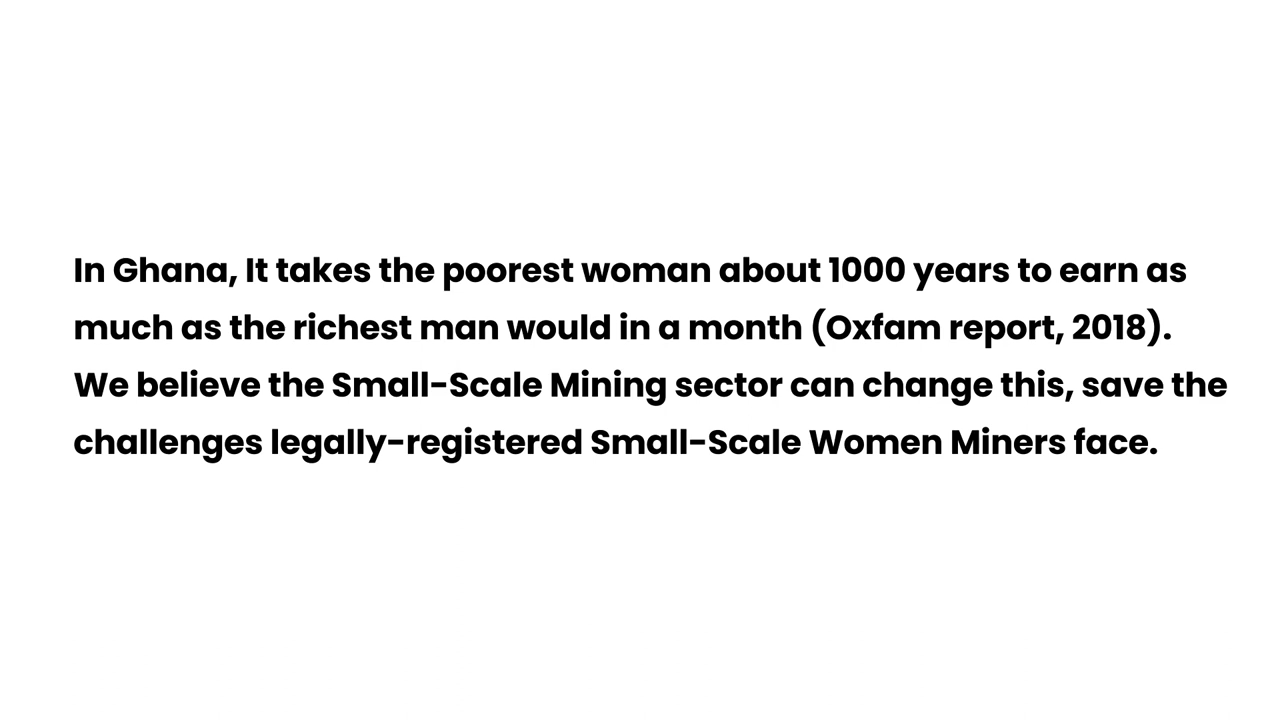 In Ghana, It takes the poorest woman about 1000 years to earn as
much as the richest man would in a month (Oxfam report, 2018).
We believe the Small-Scale Mining sector can change this, save the
challenges legally-registered Small-Scale Women Miners face.